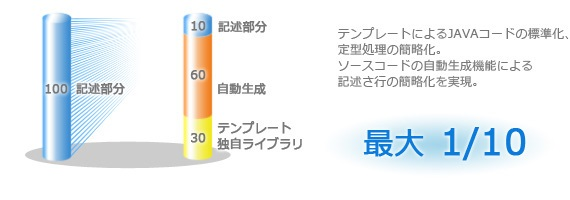 100 記述部分
10 記述部分
60 自動生成
30 テンプレート
独自ライブラリ
テンプレートによるJAVAコードの標準化、
定型処理の簡略化。
ソースコードの自動生成機能による
記述さ行の簡略化を実現。
最大 1/10